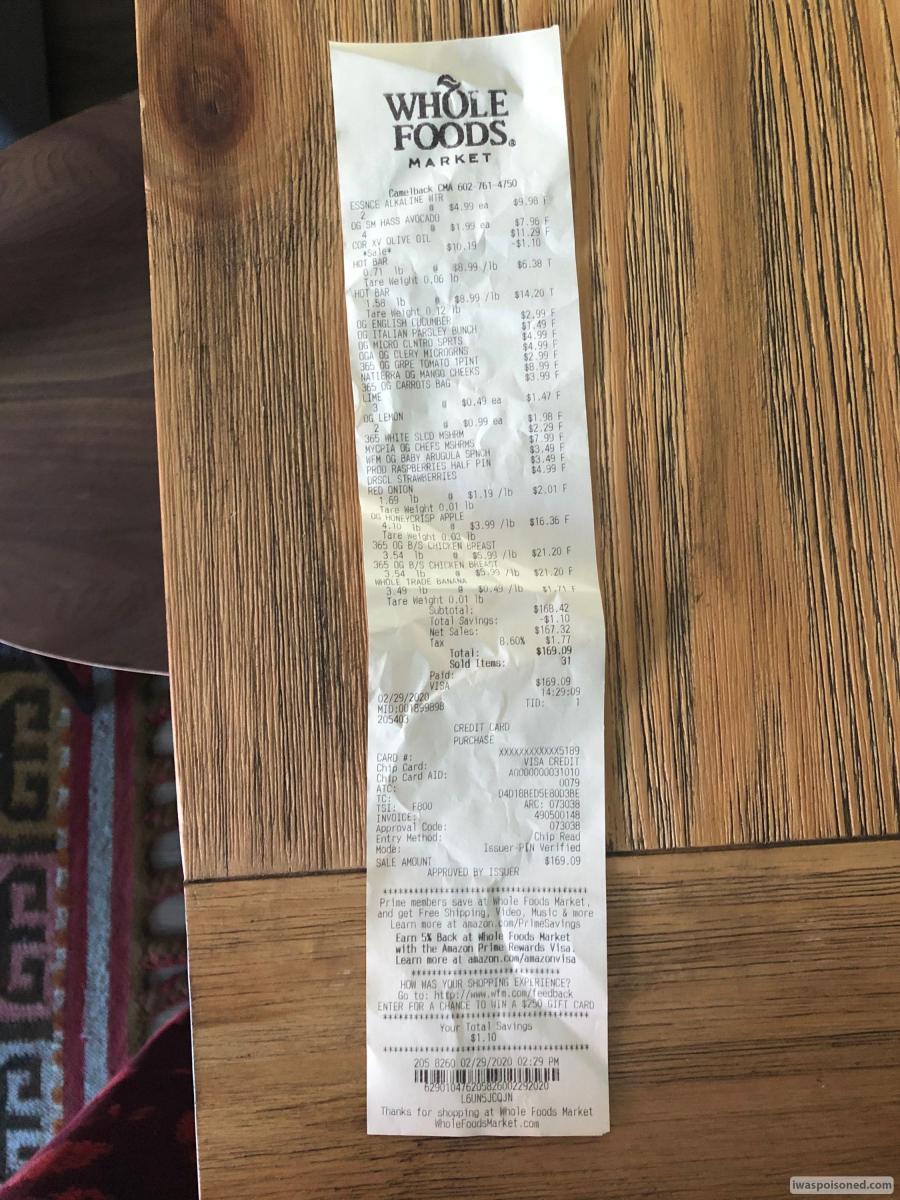 WHOLE
FOODS®
MARKET
Camelback CMA 602-761-4750
ESSNCE ALKALINE WTR $9.98 F
2 @ $4.99 ea
OG SM HASS AVOCADO $7.96 F
4 @ $1.99 ea
COR XV OLIVE OIL $11.29 F
*Sale* $10.19 -$1.10
HOT BAR $6.38 T
0.71 lb @ $8.99 /lb
Tare Weight 0.06 lb
HOT BAR $14.20 T
1.58 lb @ $8.99 /lb
Tare Weight 0.12 lb
OG ENGLISH CUCUMBER $2.99 F
OG ITALIAN PARSLEY BUNCH $1.49 F
OG MICRO CLNTRO SPRTS $4.99 F
OGA OG CLERY MICROGRNS $4.99 F
365 OG GRPE TOMATO 1PINT $2.99 F
NATIERRA OG MANGO CHEEKS $8.99 F
365 OG CARROTS BAG $3.99 F
LIME $1.47 F
3 @ $0.49 ea
OG LEMON $1.98 F
2 @ $0.99 ea
365 WHITE SLCD MSHRM $2.29 F
MYCPIA OG CHEFS MSHRMS $7.99 F
WFM OG BABY ARUGULA SPNCH $3.49 F
PROD RASPBERRIES HALF PIN $3.49 F
DRSCL STRAWBERRIES $4.99 F
RED ONION $2.01 F
1.69 lb @ $1.19 /lb
Tare Weight 0.01 lb
OG HONEYCRISP APPLE $16.36 F
4.10 lb @ $3.99 /lb
Tare Weight 0.03 lb
365 OG B/S CHICKEN BREAST $21.20 F
3.54 lb @ $5.99 /lb
365 OG B/S CHICKEN BREAST $21.20 F
3.54 lb @ $5.99 /lb
WHOLE TRADE BANANA $1.71 F
3.49 lb @ $0.49 /lb
Tare Weight 0.01 lb
Subtotal: $168.42
Total Savings: -$1.10
Net Sales: $167.32
Tax 8.60% $1.77
Total: $169.09
Sold Items: 31
Paid:
VISA $169.09
02/29/2020 14:29:09
MID:001899898 TID: 1
205403
CREDIT CARD
PURCHASE
CARD #: XXXXXXXXXXXX5189
Chip Card: VISA CREDIT
Chip Card AID: A0000000031010
ATC: 0079
TC: D4D18BED5E80D3BE
TSI: F800 ARC: 073038
INVOICE: 490500148
Approval Code: 073038
Entry Method: Chip Read
Mode: Issuer-PIN Verified
SALE AMOUNT $169.09
APPROVED BY ISSUER
Prime members save at Whole Foods Market,
and get Free Shipping, Video, Music & more
Learn more at amazon.com/PrimeSavings
Earn 5% Back at Whole Foods Market
with the Amazon Prime Rewards Visa.
Learn more at amazon.com/amazonvisa
HOW WAS YOUR SHOPPING EXPERIENCE?
Go to: http://www.wfm.com/feedback
ENTER FOR A CHANCE TO WIN A $250 GIFT CARD
Your Total Savings
$1.10
205 8260 02/29/2020 02:29 PM
L6UN5JCQJN
Thanks for shopping at Whole Foods Market
WholeFoodsMarket.com
iwaspoisoned.com